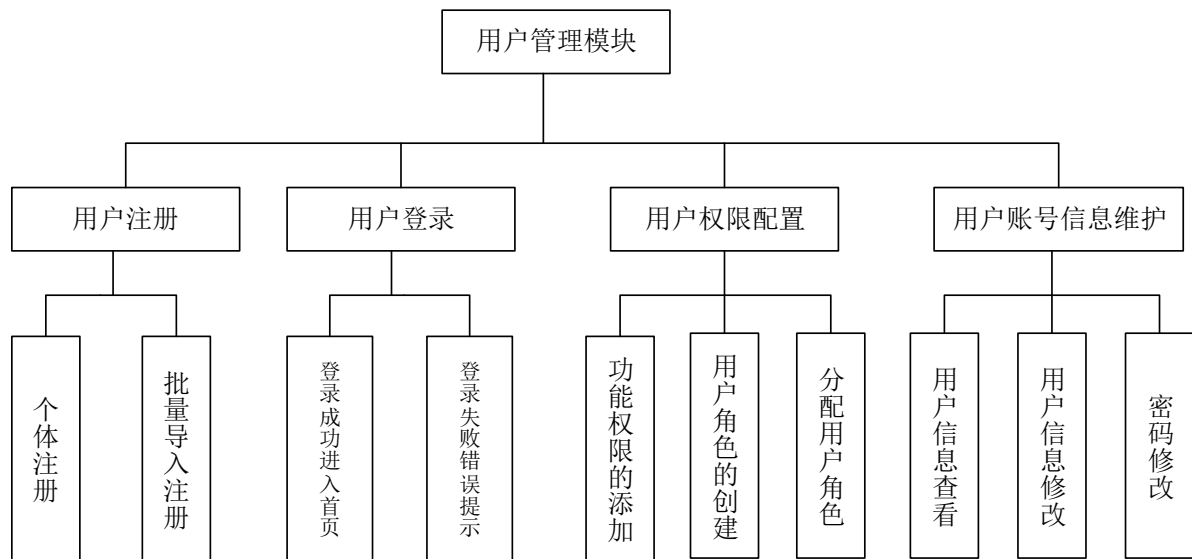 用户管理模块
用户注册
用户登录
用户权限配置
用户账号信息维护
个体注册
批量导入注册
登录成功进入首页
登录失败错误提示
功能权限的添加
用户角色的创建
分配用户角色
用户信息查看
用户信息修改
密码修改